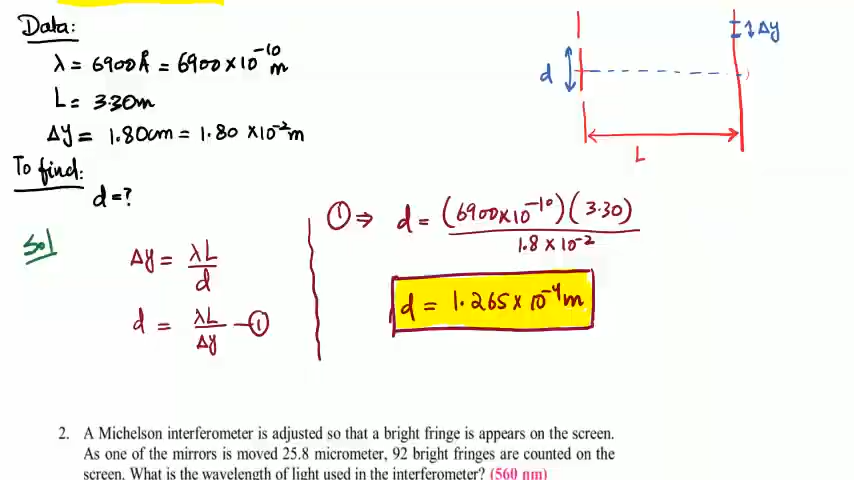 Data:
λ = 6900Å = 6900×10⁻¹⁰ m
L = 3.30m
Δy = 1.80cm = 1.80 ×10⁻²m
To find:
d=?
Sol
Δy = λL/d
d = λL/Δy —①
①⇒ d = (6900×10⁻¹⁰)(3.30)/1.8×10⁻²
d = 1.265×10⁻⁴m
d
Δy
L
2. A Michelson interferometer is adjusted so that a bright fringe is appears on the screen.
As one of the mirrors is moved 25.8 micrometer, 92 bright fringes are counted on the
screen. What is the wavelength of light used in the interferometer? (560 nm)